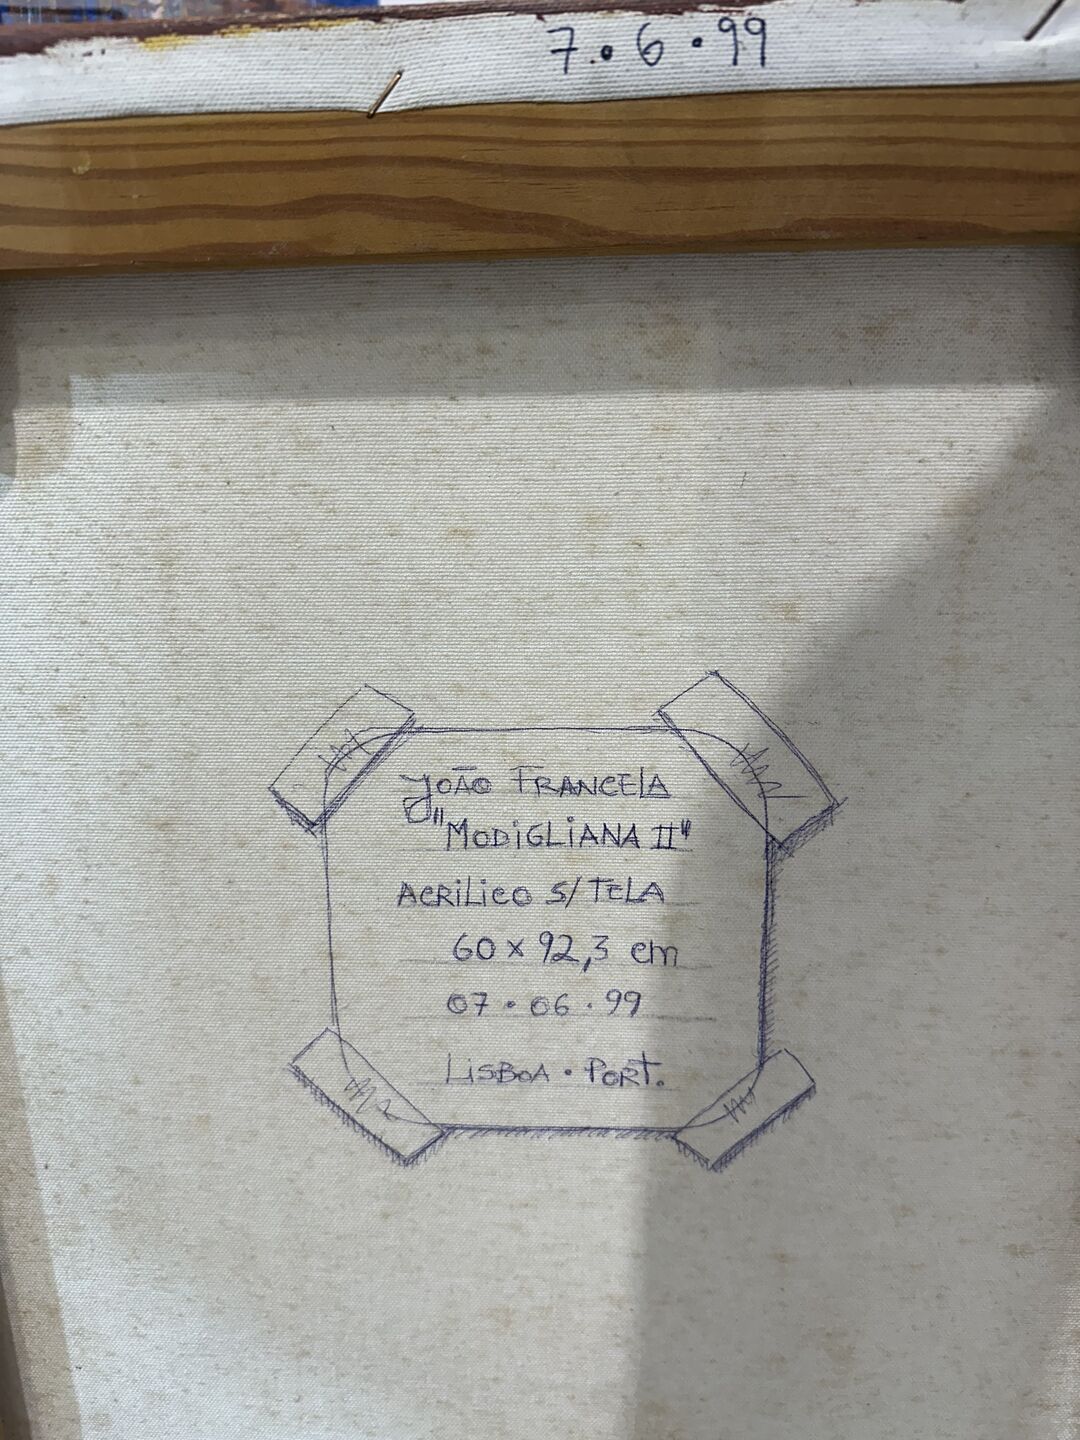 7.6.99
JOÃO FRANCELA
"MODIGLIANA II"
ACRILICO S/ TELA
60 x 92,3 cm
07.06.99
LISBOA. PORT.